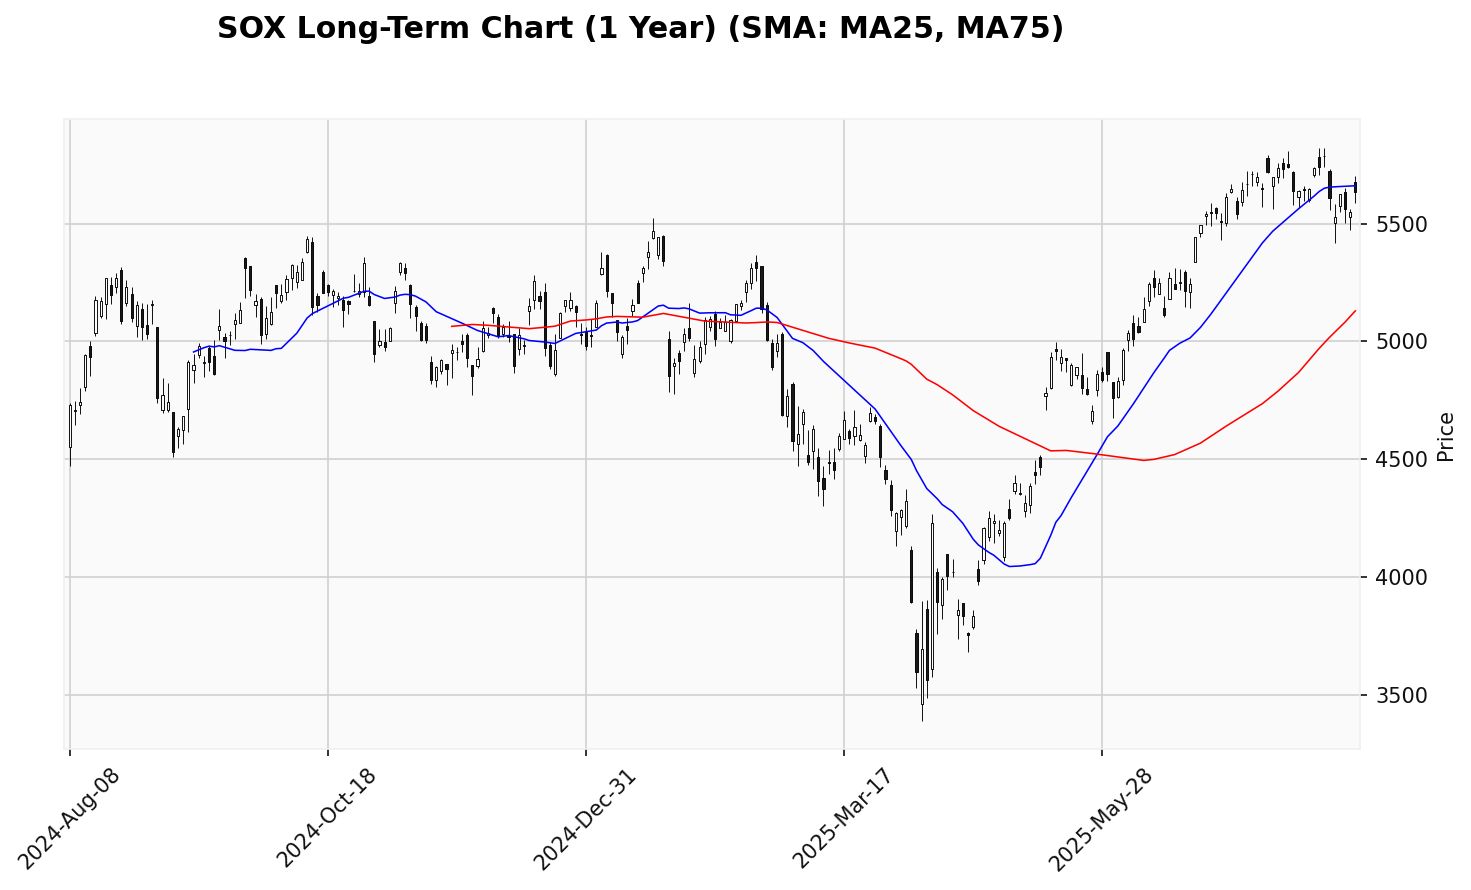 SOX Long-Term Chart (1 Year) (SMA: MA25, MA75)
5500
5000
4500
4000
3500
Price
2024-Aug-08
2024-Oct-18
2024-Dec-31
2025-Mar-17
2025-May-28